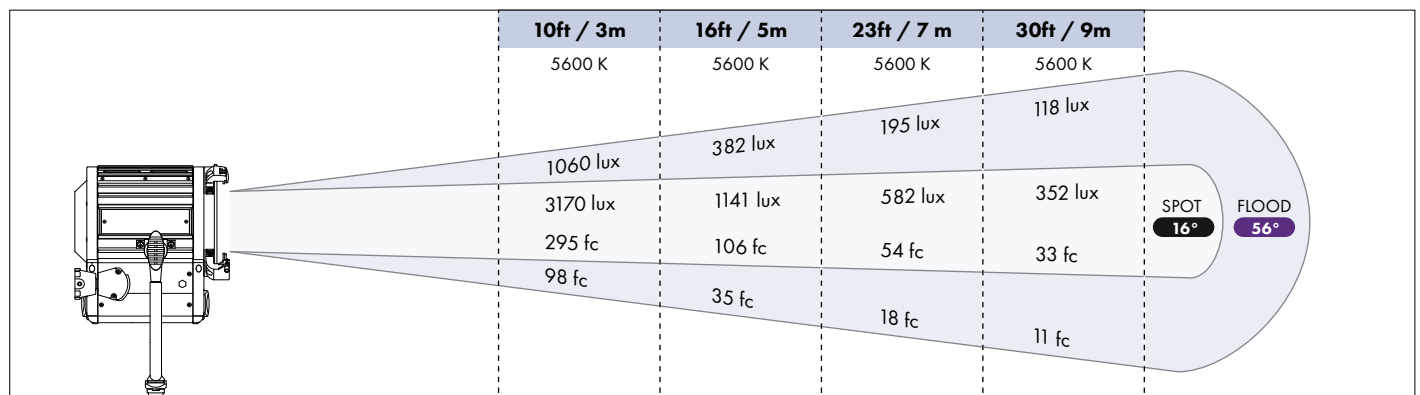 10ft / 3m 16ft / 5m 23ft / 7 m 30ft / 9m
5600 K 5600 K 5600 K 5600 K
1060 lux 382 lux 195 lux 118 lux
3170 lux 1141 lux 582 lux 352 lux
295 fc 106 fc 54 fc 33 fc
98 fc 35 fc 18 fc 11 fc
SPOT FLOOD
16° 56°